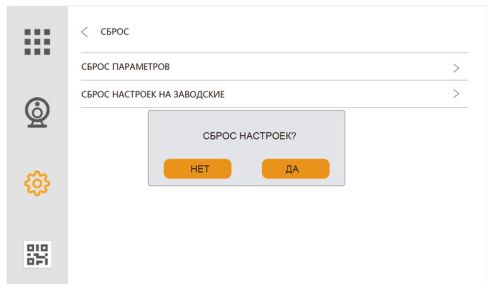 СБРОС
СБРОС ПАРАМЕТРОВ
СБРОС НАСТРОЕК НА ЗАВОДСКИЕ
СБРОС НАСТРОЕК?
НЕТ ДА